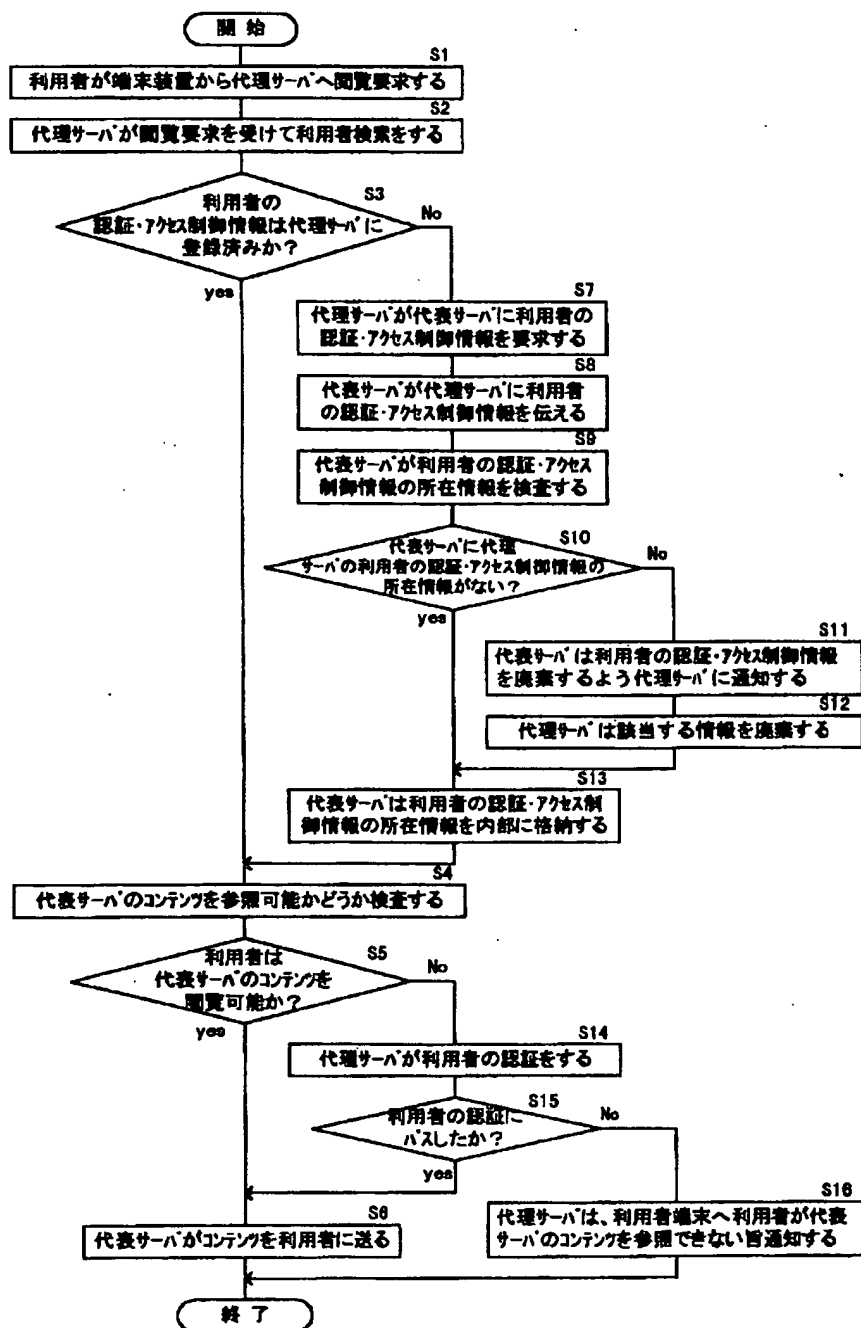 開 始
S1
利用者が端末装置から代理サーバへ閲覧要求する
S2
代理サーバが閲覧要求を受けて利用者検索をする
S3
利用者の
認証・アクセス制御情報は代理サーバに
登録済みか？
No
yes
S7
代理サーバが代表サーバに利用者の
認証・アクセス制御情報を要求する
S8
代表サーバが代理サーバに利用者
の認証・アクセス制御情報を伝える
S9
代表サーバが利用者の認証・アクセス
制御情報の所在情報を検査する
S10
代表サーバに代理
サーバの利用者の認証・アクセス制御情報の
所在情報がない？
No
yes
S11
代表サーバは利用者の認証・アクセス制御情報
を廃棄するよう代理サーバに通知する
S12
代理サーバは該当する情報を廃棄する
S13
代表サーバは利用者の認証・アクセス制
御情報の所在情報を内部に格納する
S4
代表サーバのコンテンツを参照可能かどうか検査する
S5
利用者は
代表サーバのコンテンツを
閲覧可能か？
No
yes
S14
代理サーバが利用者の認証をする
S15
利用者の認証に
パスしたか？
No
yes
S6
代表サーバがコンテンツを利用者に送る
S16
代理サーバは、利用者端末へ利用者が代表
サーバのコンテンツを参照できない旨通知する
終 了